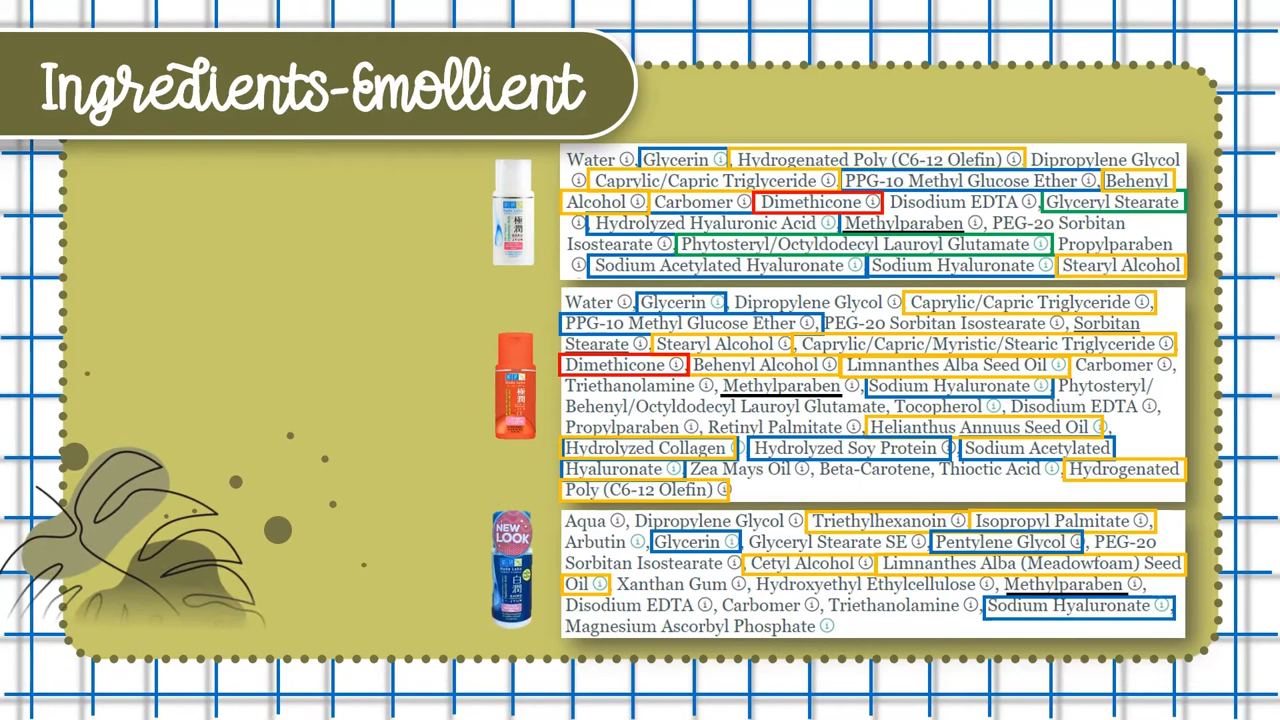 Ingredients-Emollient
Water ⓘ, Glycerin ⓘ, Hydrogenated Poly (C6-12 Olefin) ⓘ, Dipropylene Glycol
ⓘ, Caprylic/Capric Triglyceride ⓘ, PPG-10 Methyl Glucose Ether ⓘ, Behenyl
Alcohol ⓘ, Carbomer ⓘ, Dimethicone ⓘ, Disodium EDTA ⓘ, Glyceryl Stearate
ⓘ, Hydrolyzed Hyaluronic Acid ⓘ, Methylparaben ⓘ, PEG-20 Sorbitan
Isostearate ⓘ, Phytosteryl/Octyldodecyl Lauroyl Glutamate ⓘ, Propylparaben
ⓘ, Sodium Acetylated Hyaluronate ⓘ, Sodium Hyaluronate ⓘ, Stearyl Alcohol
極潤
Water ⓘ, Glycerin ⓘ, Dipropylene Glycol ⓘ, Caprylic/Capric Triglyceride ⓘ,
PPG-10 Methyl Glucose Ether ⓘ, PEG-20 Sorbitan Isostearate ⓘ, Sorbitan
Stearate ⓘ, Stearyl Alcohol ⓘ, Caprylic/Capric/Myristic/Stearic Triglyceride ⓘ,
Dimethicone ⓘ, Behenyl Alcohol ⓘ, Limnanthes Alba Seed Oil ⓘ, Carbomer ⓘ,
Triethanolamine ⓘ, Methylparaben ⓘ, Sodium Hyaluronate ⓘ, Phytosteryl/
Behenyl/Octyldodecyl Lauroyl Glutamate, Tocopherol ⓘ, Disodium EDTA ⓘ,
Propylparaben ⓘ, Retinyl Palmitate ⓘ, Helianthus Annuus Seed Oil ⓘ,
Hydrolyzed Collagen ⓘ, Hydrolyzed Soy Protein ⓘ, Sodium Acetylated
Hyaluronate ⓘ, Zea Mays Oil ⓘ, Beta-Carotene, Thioctic Acid ⓘ, Hydrogenated
Poly (C6-12 Olefin) ⓘ
極潤
Aqua ⓘ, Dipropylene Glycol ⓘ, Triethylhexanoin ⓘ, Isopropyl Palmitate ⓘ,
Arbutin ⓘ, Glycerin ⓘ, Glyceryl Stearate SE ⓘ, Pentylene Glycol ⓘ, PEG-20
Sorbitan Isostearate ⓘ, Cetyl Alcohol ⓘ, Limnanthes Alba (Meadowfoam) Seed
Oil ⓘ, Xanthan Gum ⓘ, Hydroxyethyl Ethylcellulose ⓘ, Methylparaben ⓘ,
Disodium EDTA ⓘ, Carbomer ⓘ, Triethanolamine ⓘ, Sodium Hyaluronate ⓘ,
Magnesium Ascorbyl Phosphate ⓘ
NEW
LOOK
白潤